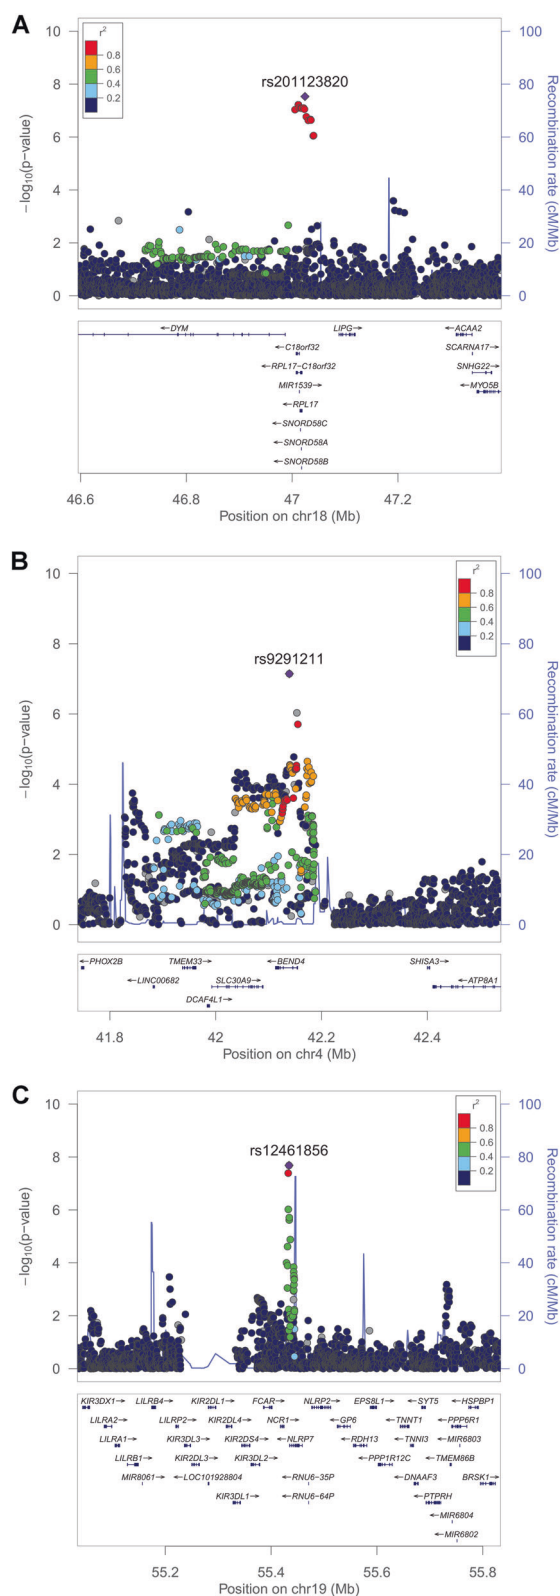 A
r²
0.8
0.6
0.4
0.2
rs201123820
10
8
6
4
2
0
−log₁₀(p−value)
100
80
60
40
20
0
Recombination rate (cM/Mb)
←DYM
LIPG→
←ACAA2
←C18orf32
SCARNA17→
←RPL17−C18orf32
SNHG22→
MIR1539→
←MYO5B
←RPL17
←SNORD58C
←SNORD58A
←SNORD58B
46.6
46.8
47
47.2
Position on chr18 (Mb)
B
r²
0.8
0.6
0.4
0.2
rs9291211
10
8
6
4
2
0
−log₁₀(p−value)
100
80
60
40
20
0
Recombination rate (cM/Mb)
←PHOX2B
TMEM33→
←BEND4
SHISA3→
←LINC00682
SLC30A9→
←ATP8A1
DCAF4L1→
41.8
42
42.2
42.4
Position on chr4 (Mb)
C
r²
0.8
0.6
0.4
0.2
rs12461856
10
8
6
4
2
0
−log₁₀(p−value)
100
80
60
40
20
0
Recombination rate (cM/Mb)
KIR3DX1→
LILRB4→
KIR2DL1→
FCAR→
NLRP2→
EPS8L1→
←SYT5
←HSPBP1
LILRA2→
LILRP2→
KIR2DL4→
NCR1→
←GP6
←TNNT1
←PPP6R1
LILRA1→
KIR3DL3→
KIR2DS4→
←NLRP7
←RDH13
←TNNI3
←MIR6803
LILRB1→
KIR2DL3→
KIR3DL2→
←PPP1R12C
←TMEM86B
MIR8061→
←LOC101928804
←RNU6−35P
←DNAAF3
BRSK1→
KIR3DL1→
←RNU6−64P
←PTPRH
←MIR6804
←MIR6802
55.2
55.4
55.6
55.8
Position on chr19 (Mb)